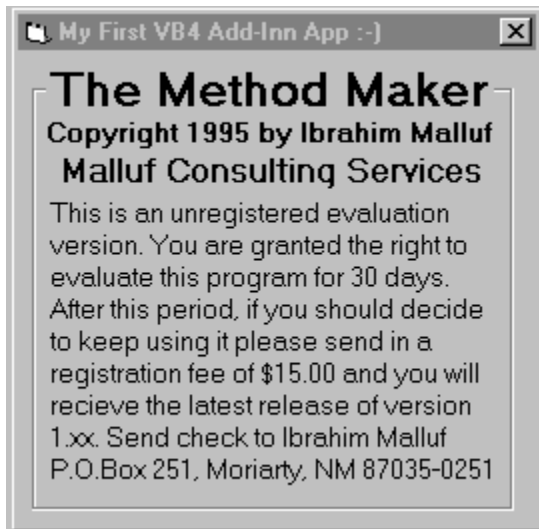 My First VB4 Add-Inn App :-)
The Method Maker
Copyright 1995 by Ibrahim Malluf
Malluf Consulting Services
This is an unregistered evaluation
version. You are granted the right to
evaluate this program for 30 days.
After this period, if you should decide
to keep using it please send in a
registration fee of $15.00 and you will
recieve the latest release of version
1.xx. Send check to Ibrahim Malluf
P.O.Box 251, Moriarty, NM 87035-0251